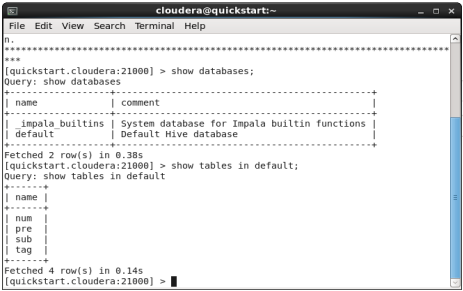 cloudera@quickstart:~
File Edit View Search Terminal Help
n.
********************************************************************************
***
[quickstart.cloudera:21000] > show databases;
Query: show databases
+------------------+----------------------------------------------+
| name             | comment                                      |
+------------------+----------------------------------------------+
| _impala_builtins | System database for Impala builtin functions |
| default          | Default Hive database                        |
+------------------+----------------------------------------------+
Fetched 2 row(s) in 0.38s
[quickstart.cloudera:21000] > show tables in default;
Query: show tables in default
+------+
| name |
+------+
| num  |
| pre  |
| sub  |
| tag  |
+------+
Fetched 4 row(s) in 0.14s
[quickstart.cloudera:21000] >